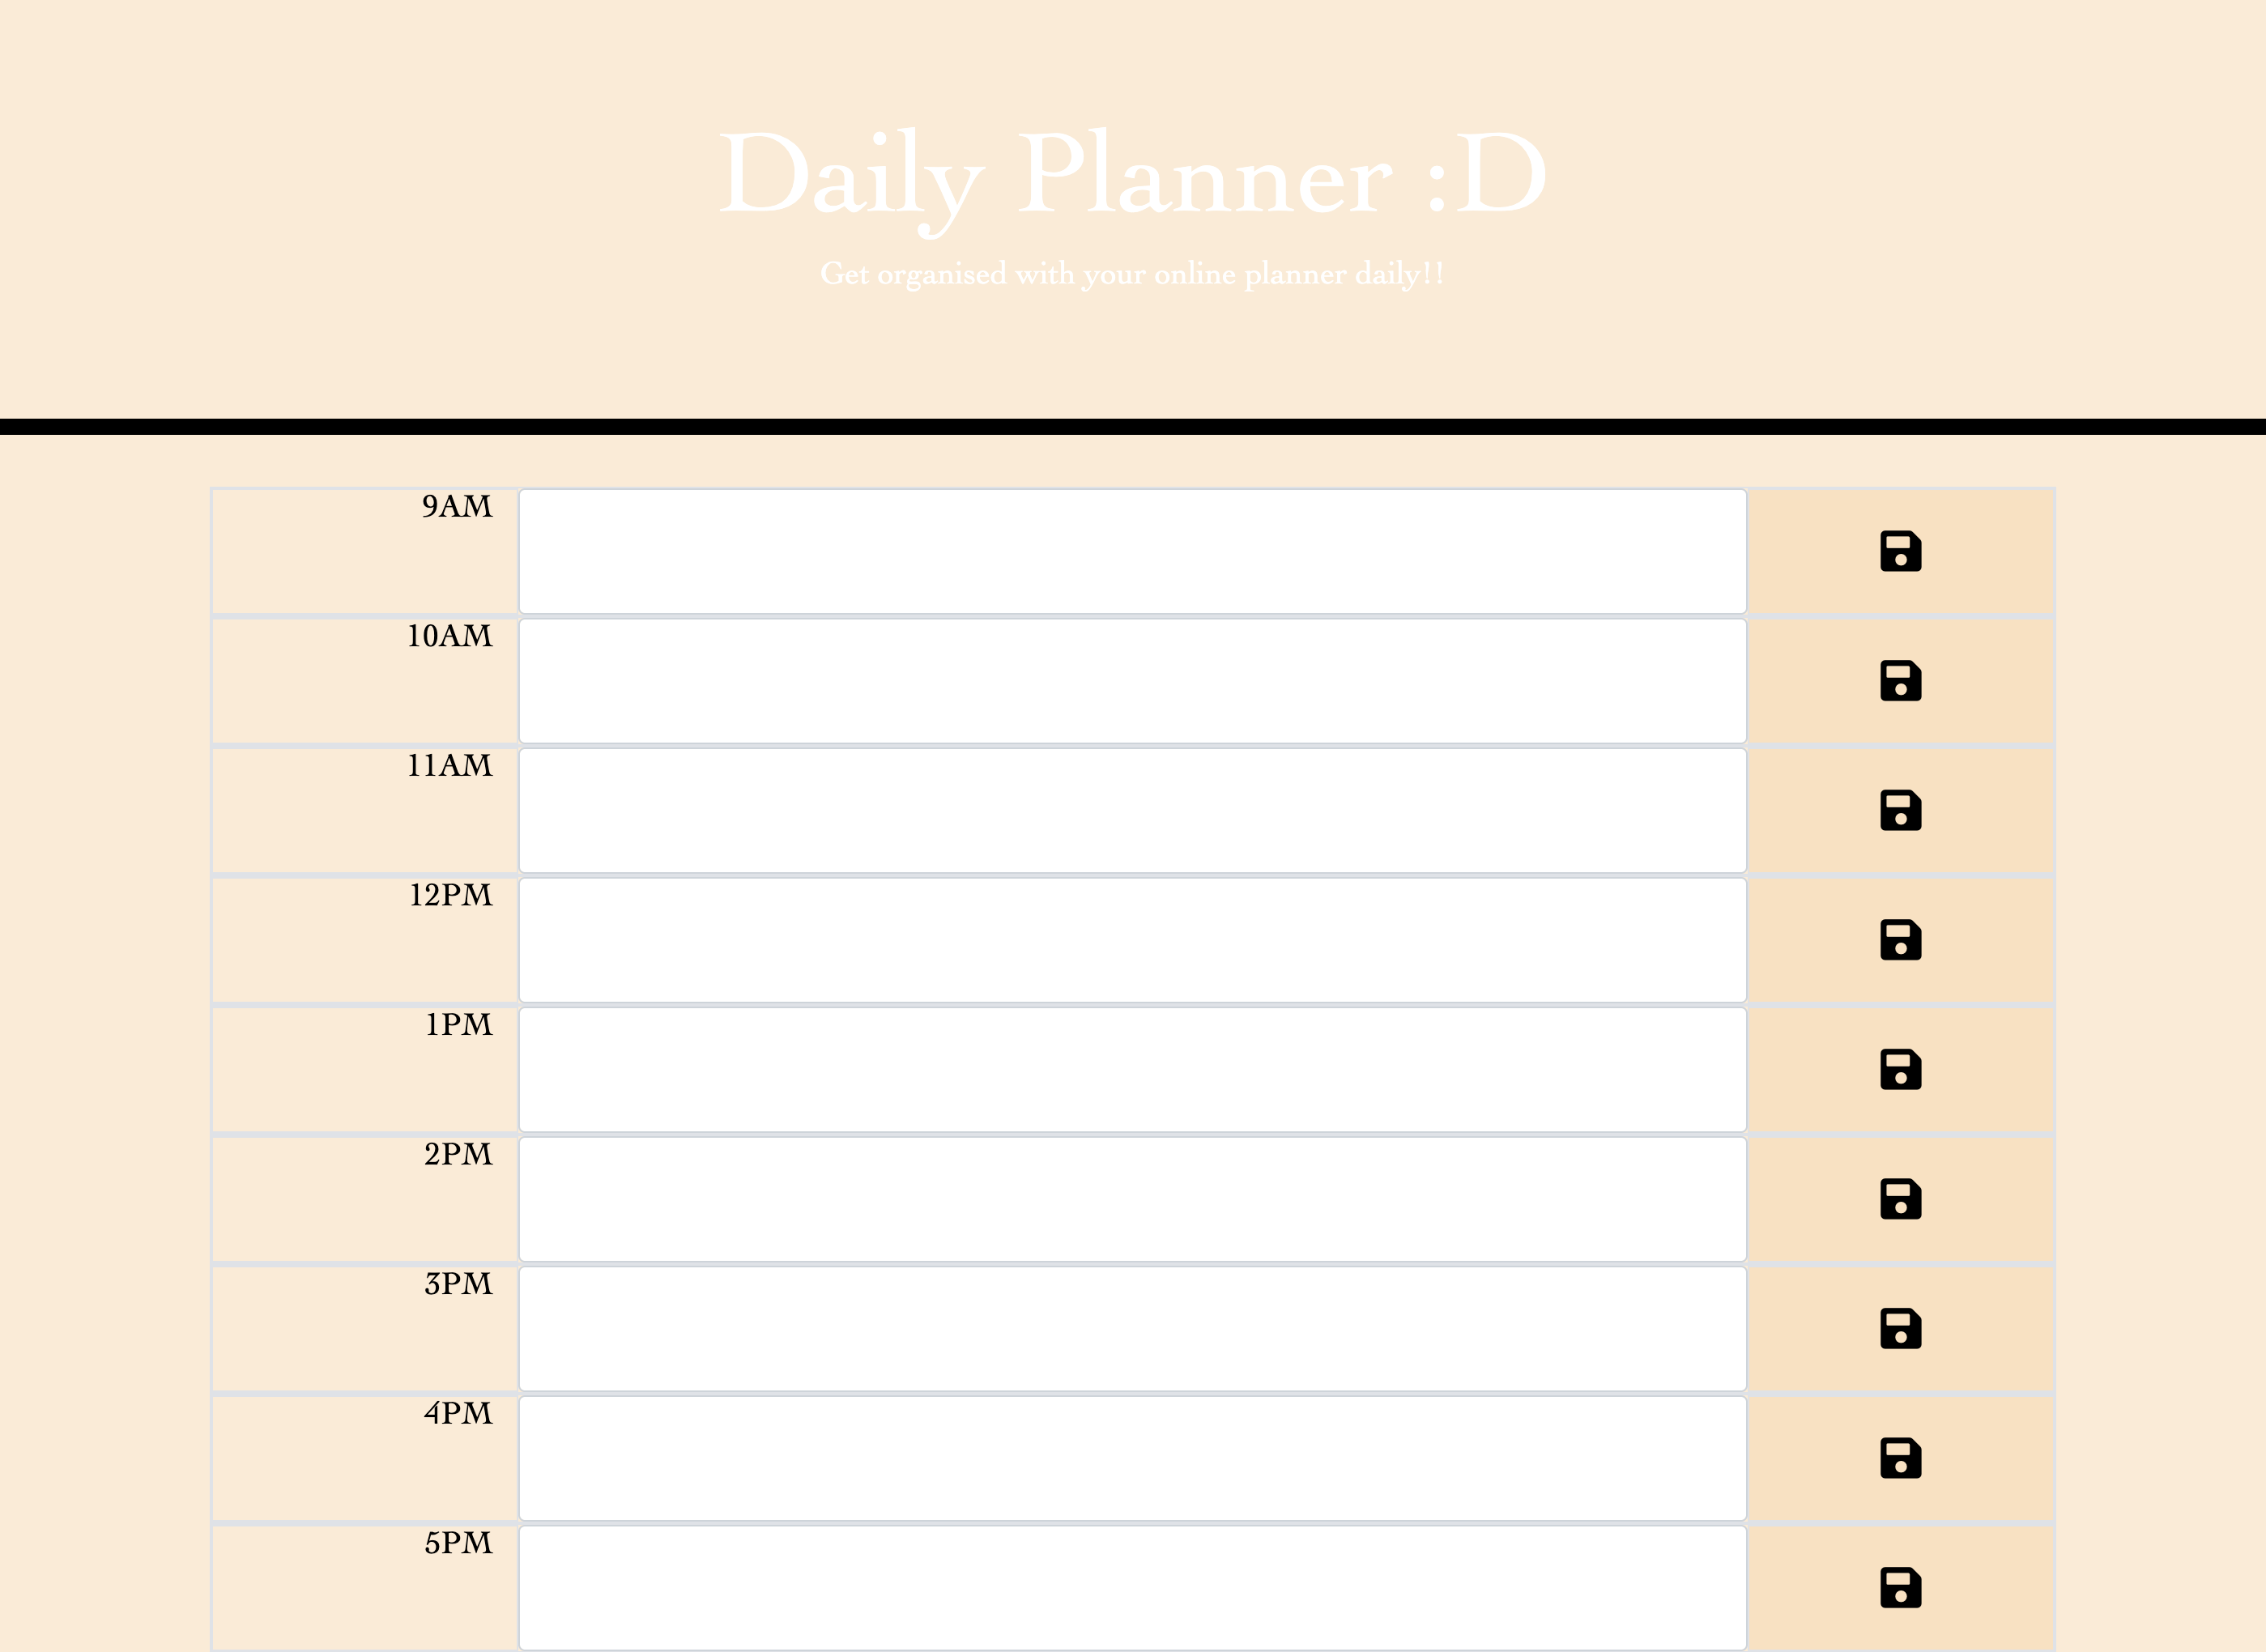 Daily Planner :D
Get organised with your online planner daily!!
9AM
10AM
11AM
12PM
1PM
2PM
3PM
4PM
5PM